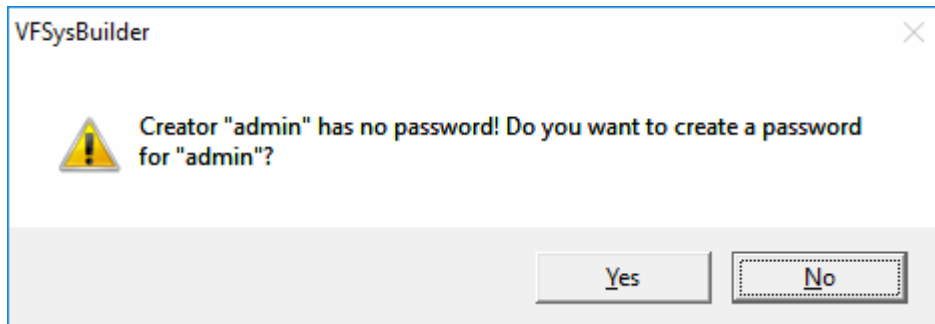 VFSysBuilder
Creator "admin" has no password! Do you want to create a password
for "admin"?
Yes
No